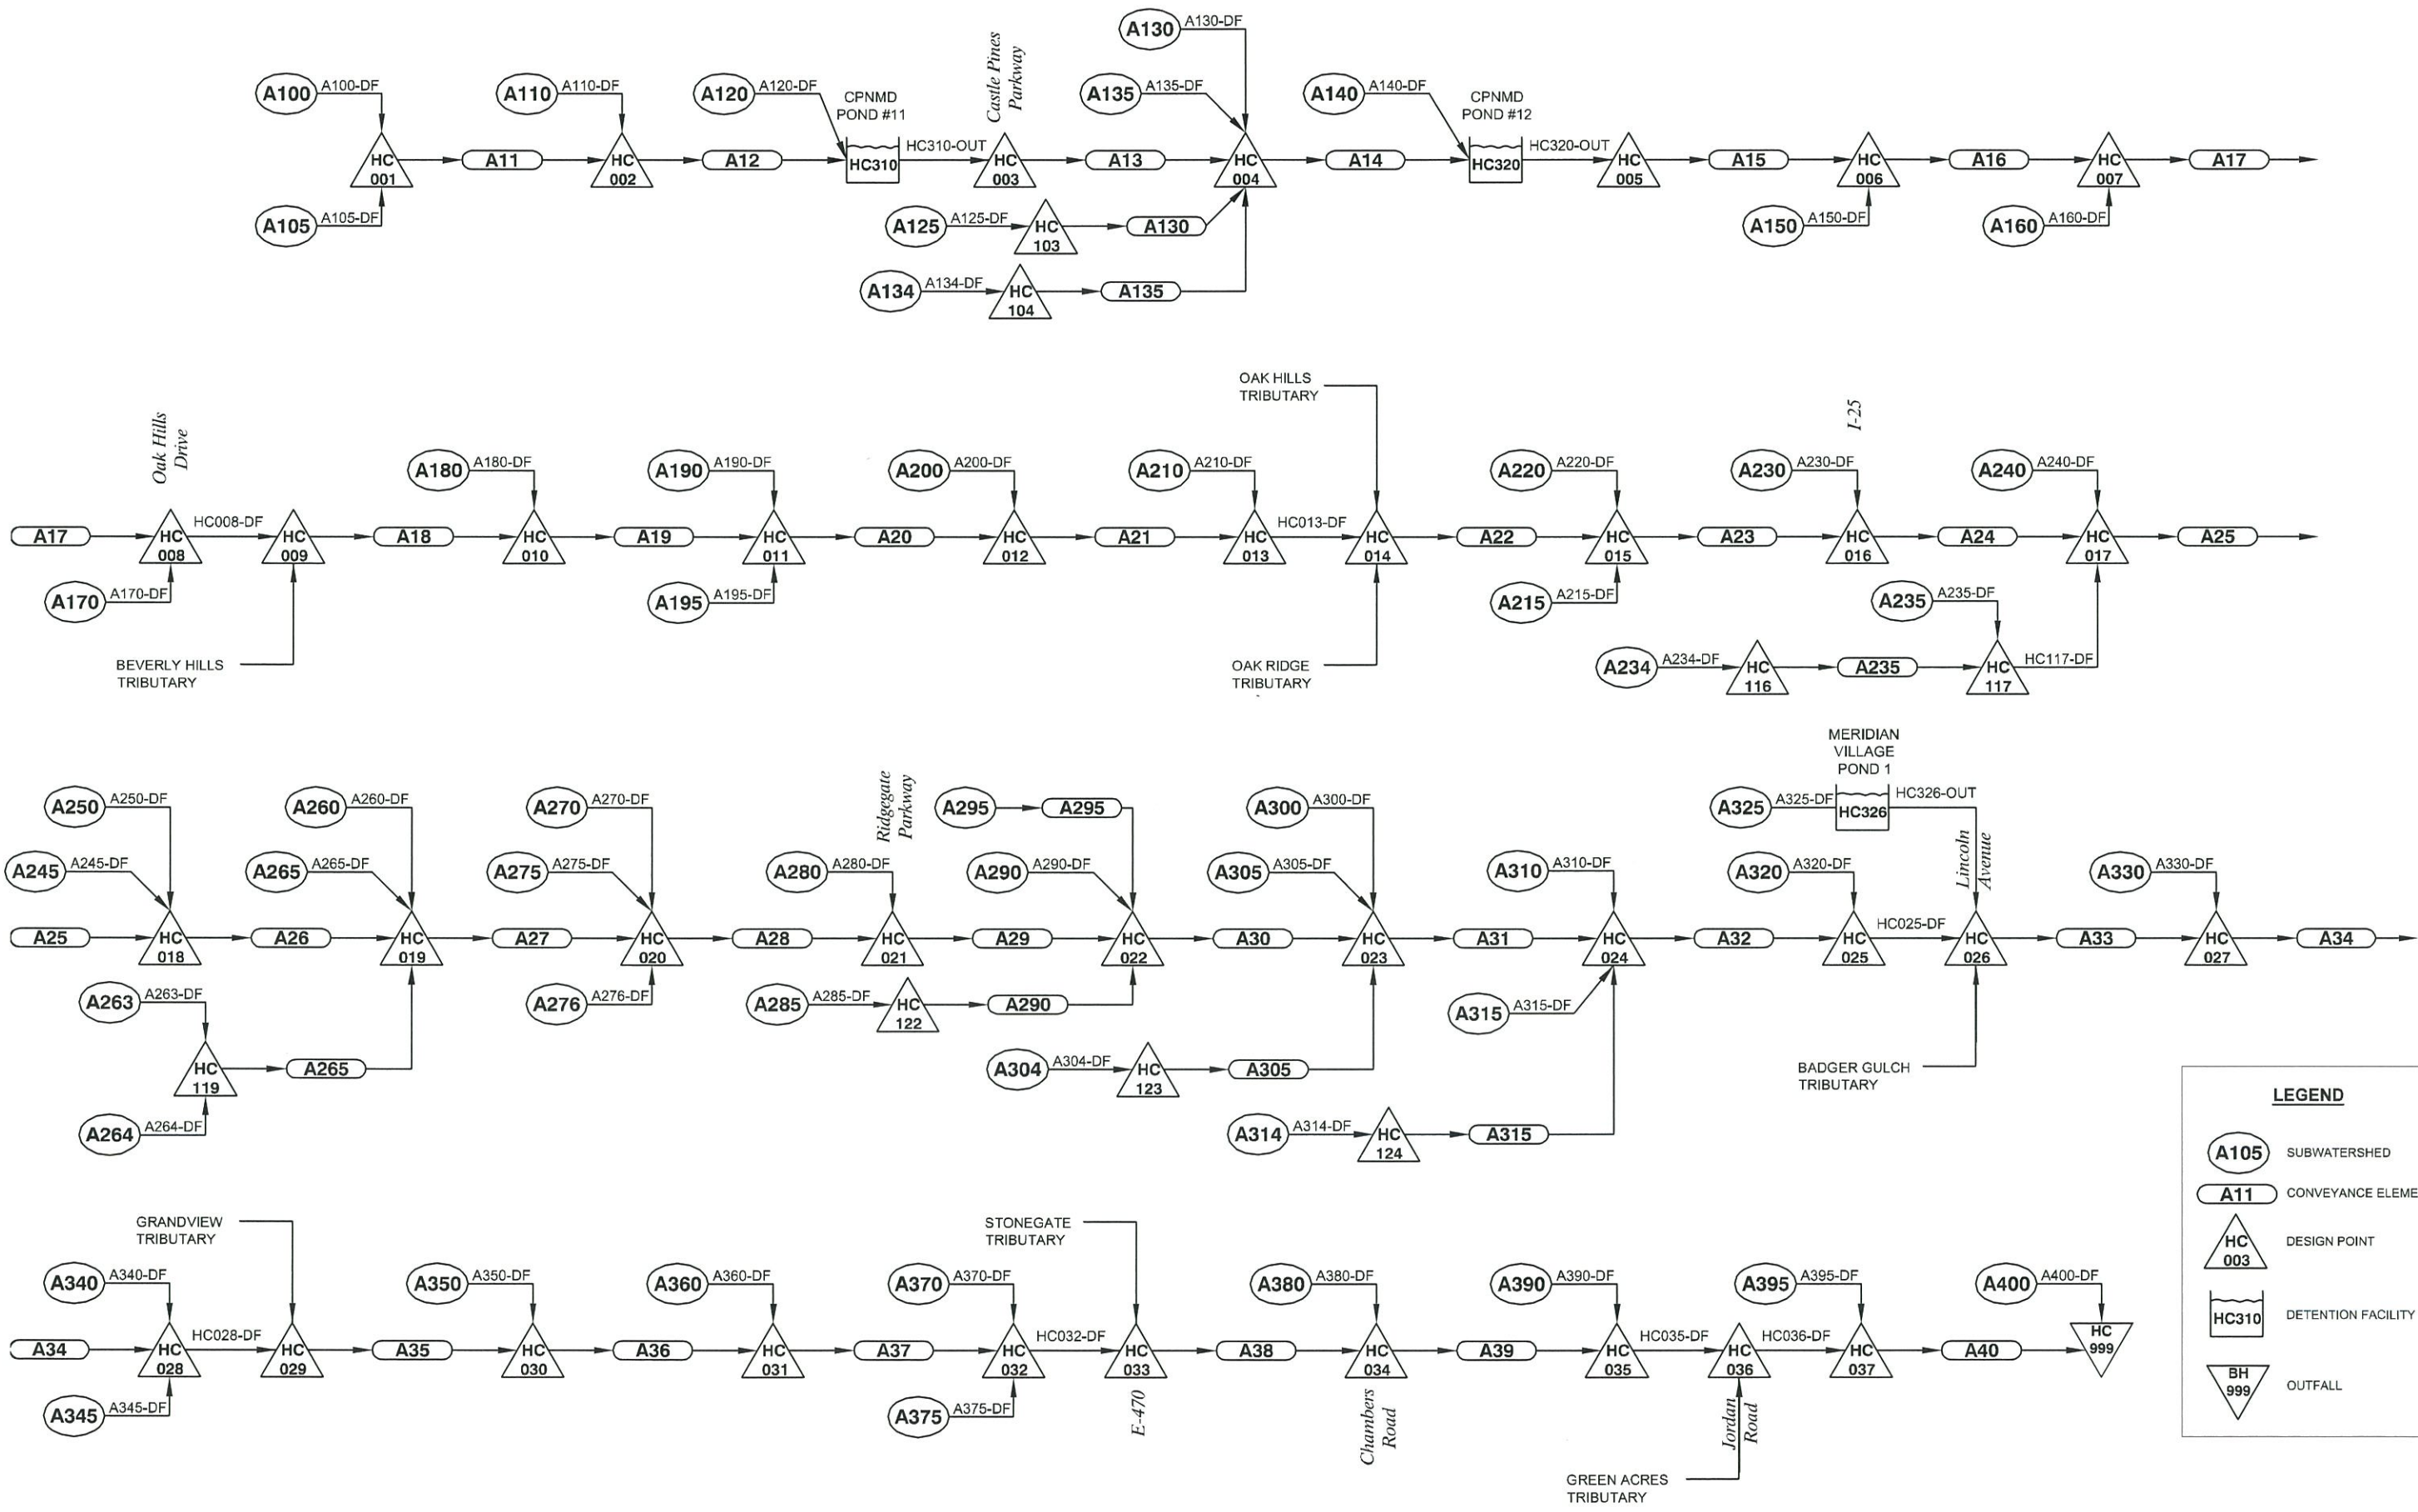 A130
A130-DF
Castle Pines
Parkway
A100
A100-DF
A110
A110-DF
A120
A120-DF
CPNMD
POND #11
A135
A135-DF
A140
A140-DF
CPNMD
POND #12
HC
001
A11
HC
002
A12
HC310
HC310-OUT
HC
003
A13
HC
004
A14
HC320
HC320-OUT
HC
005
A15
HC
006
A16
HC
007
A17
A105
A105-DF
A125
A125-DF
HC
103
A130
A150
A150-DF
A160
A160-DF
A134
A134-DF
HC
104
A135
OAK HILLS
TRIBUTARY
Oak Hills
Drive
I-25
A180
A180-DF
A190
A190-DF
A200
A200-DF
A210
A210-DF
A220
A220-DF
A230
A230-DF
A240
A240-DF
A17
HC
008
HC008-DF
HC
009
A18
HC
010
A19
HC
011
A20
HC
012
A21
HC
013
HC013-DF
HC
014
A22
HC
015
A23
HC
016
A24
HC
017
A25
A170
A170-DF
A195
A195-DF
A215
A215-DF
A235
A235-DF
BEVERLY HILLS
TRIBUTARY
OAK RIDGE
TRIBUTARY
A234
A234-DF
HC
116
A235
HC
117
HC117-DF
MERIDIAN
VILLAGE
POND 1
Ridgegate
Parkway
A250
A250-DF
A260
A260-DF
A270
A270-DF
A295
A295
A300
A300-DF
A325
A325-DF
HC326
HC326-OUT
Lincoln
Avenue
A245
A245-DF
A265
A265-DF
A275
A275-DF
A280
A280-DF
A290
A290-DF
A305
A305-DF
A310
A310-DF
A320
A320-DF
A330
A330-DF
A25
HC
018
A26
HC
019
A27
HC
020
A28
HC
021
A29
HC
022
A30
HC
023
A31
HC
024
A32
HC
025
HC025-DF
HC
026
A33
HC
027
A34
A263
A263-DF
A276
A276-DF
A285
A285-DF
HC
122
A290
A315
A315-DF
HC
119
A265
A304
A304-DF
HC
123
A305
BADGER GULCH
TRIBUTARY
A264
A264-DF
A314
A314-DF
HC
124
A315
LEGEND
A105
SUBWATERSHED
A11
CONVEYANCE ELEME
HC
003
DESIGN POINT
HC310
DETENTION FACILITY
BH
999
OUTFALL
GRANDVIEW
TRIBUTARY
STONEGATE
TRIBUTARY
A340
A340-DF
A350
A350-DF
A360
A360-DF
A370
A370-DF
A380
A380-DF
A390
A390-DF
A395
A395-DF
A400
A400-DF
A34
HC
028
HC028-DF
HC
029
A35
HC
030
A36
HC
031
A37
HC
032
HC032-DF
HC
033
A38
HC
034
A39
HC
035
HC035-DF
HC
036
HC036-DF
HC
037
A40
HC
999
A345
A345-DF
A375
A375-DF
E-470
Chambers
Road
Jordan
Road
GREEN ACRES
TRIBUTARY